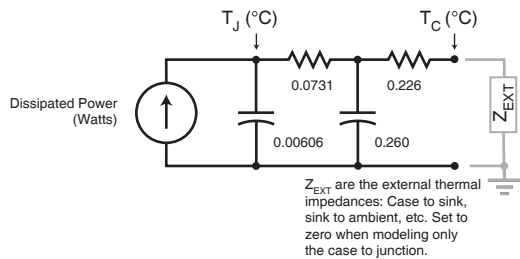 T_J (°C)
T_C (°C)
0.0731
0.226
Dissipated Power
(Watts)
Z_EXT
0.00606
0.260
Z_EXT are the external thermal
impedances: Case to sink,
sink to ambient, etc. Set to
zero when modeling only
the case to junction.